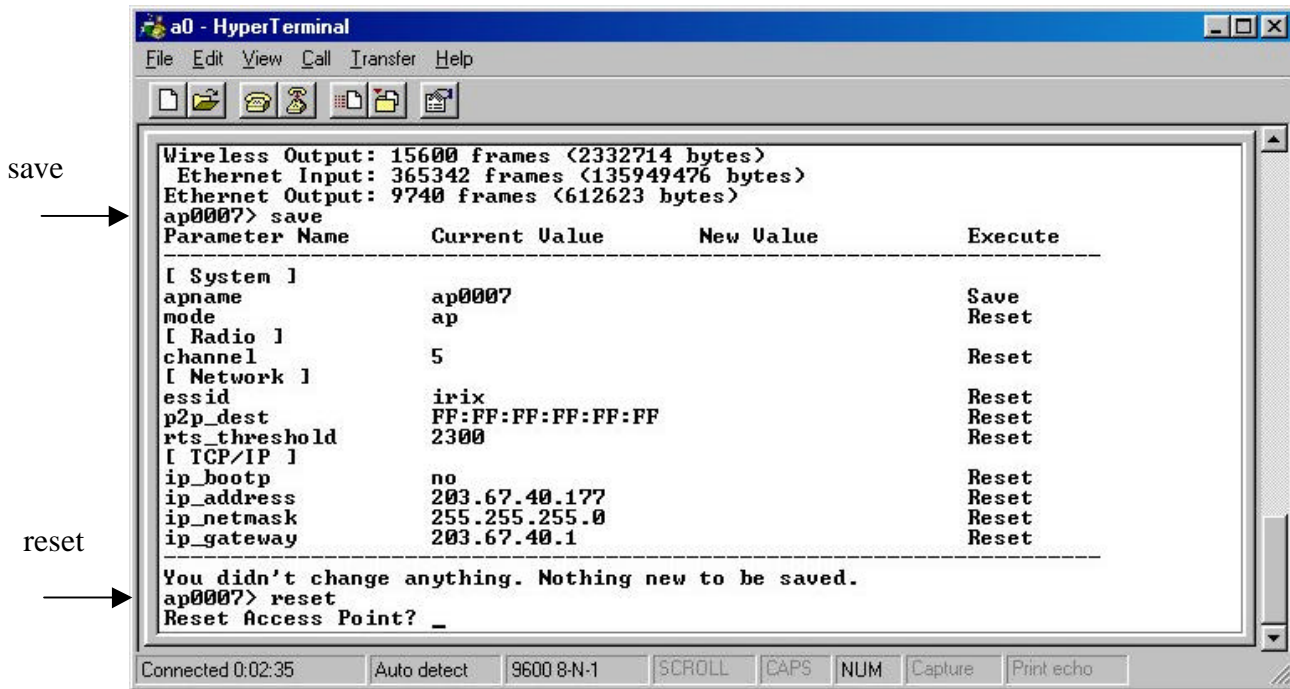 a0 - HyperTerminal
File Edit View Call Transfer Help
Wireless Output: 15600 frames (2332714 bytes)
Ethernet Input: 365342 frames (135949476 bytes)
Ethernet Output: 9740 frames (612623 bytes)
save
ap0007> save
Parameter Name Current Value New Value Execute
[ System ]
apname ap0007 Save
mode ap Reset
[ Radio ]
channel 5 Reset
[ Network ]
essid irix Reset
p2p_dest FF:FF:FF:FF:FF:FF Reset
rts_threshold 2300 Reset
[ TCP/IP ]
ip_bootp no Reset
ip_address 203.67.40.177 Reset
ip_netmask 255.255.255.0 Reset
ip_gateway 203.67.40.1 Reset
You didn't change anything. Nothing new to be saved.
reset
ap0007> reset
Reset Access Point? _
Connected 0:02:35 Auto detect 9600 8-N-1 SCROLL CAPS NUM Capture Print echo